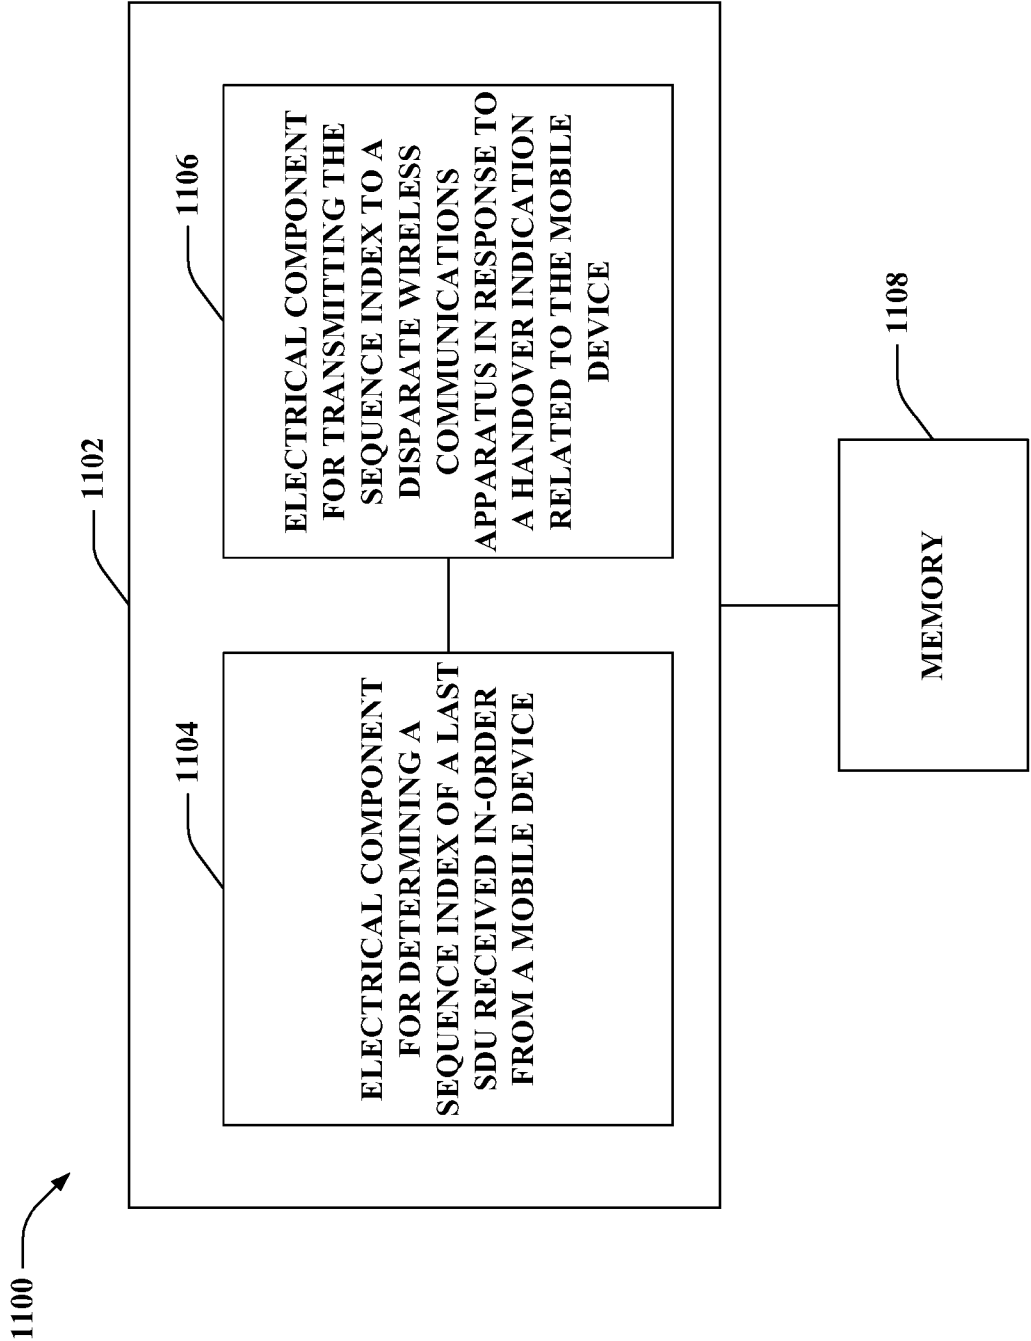 1100
1102
1104
ELECTRICAL COMPONENT
FOR DETERMINING A
SEQUENCE INDEX OF A LAST
SDU RECEIVED IN-ORDER
FROM A MOBILE DEVICE
1106
ELECTRICAL COMPONENT
FOR TRANSMITTING THE
SEQUENCE INDEX TO A
DISPARATE WIRELESS
COMMUNICATIONS
APPARATUS IN RESPONSE TO
A HANDOVER INDICATION
RELATED TO THE MOBILE
DEVICE
1108
MEMORY